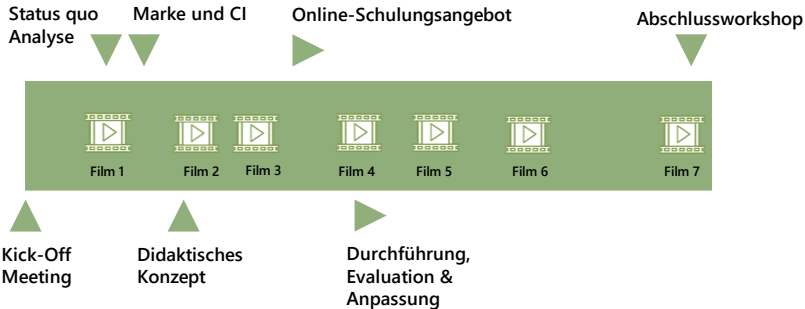 Status quo
Analyse
Marke und CI
Online-Schulungsangebot
Abschlussworkshop
Film 1
Film 2
Film 3
Film 4
Film 5
Film 6
Film 7
Kick-Off
Meeting
Didaktisches
Konzept
Durchführung,
Evaluation &
Anpassung